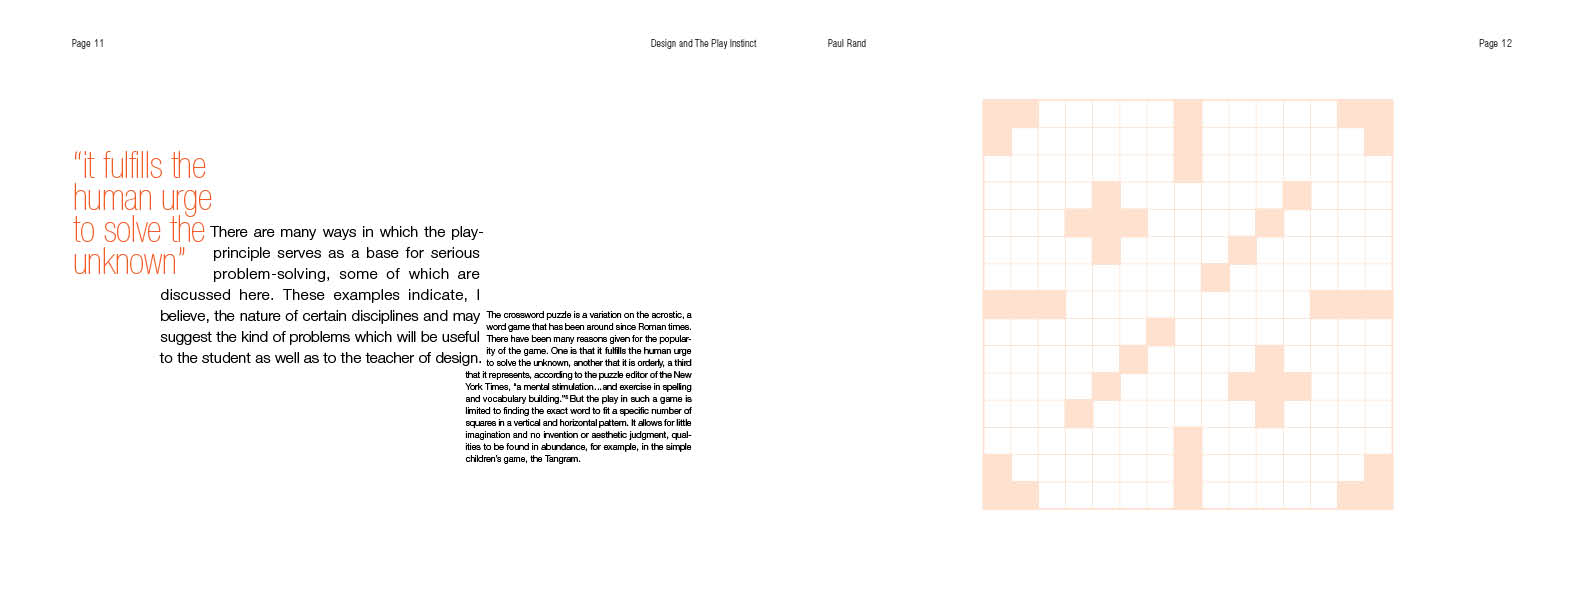 Page 11
Design and The Play Instinct
Paul Rand
Page 12
“it fulfills the
human urge
to solve the
unknown”
There are many ways in which the play-
principle serves as a base for serious
problem-solving, some of which are
discussed here. These examples indicate, I
believe, the nature of certain disciplines and may
suggest the kind of problems which will be useful
to the student as well as to the teacher of design.
The crossword puzzle is a variation on the acrostic, a
word game that has been around since Roman times.
There have been many reasons given for the popular-
ity of the game. One is that it fulfills the human urge
to solve the unknown, another that it is orderly, a third
that it represents, according to the puzzle editor of the New
York Times, “a mental stimulation…and exercise in spelling
and vocabulary building.” But the play in such a game is
limited to finding the exact word to fit a specific number of
squares in a vertical and horizontal pattern. It allows for little
imagination and no invention or aesthetic judgment, qual-
ities to be found in abundance, for example, in the simple
children’s game, the Tangram.